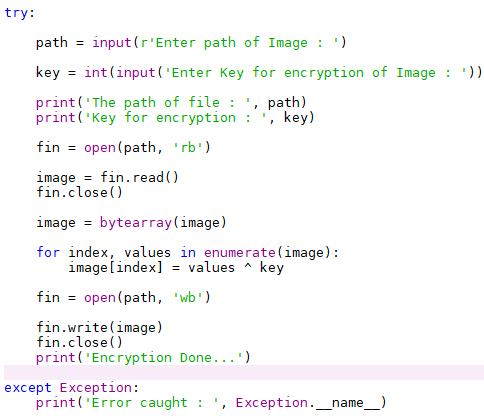 try:
    path = input(r'Enter path of Image : ')
    key = int(input('Enter Key for encryption of Image : '))
    print('The path of file : ', path)
    print('Key for encryption : ', key)
    fin = open(path, 'rb')
    image = fin.read()
    fin.close()
    image = bytearray(image)
    for index, values in enumerate(image):
        image[index] = values ^ key
    fin = open(path, 'wb')
    fin.write(image)
    fin.close()
    print('Encryption Done...')
except Exception:
    print('Error caught : ', Exception.__name__)